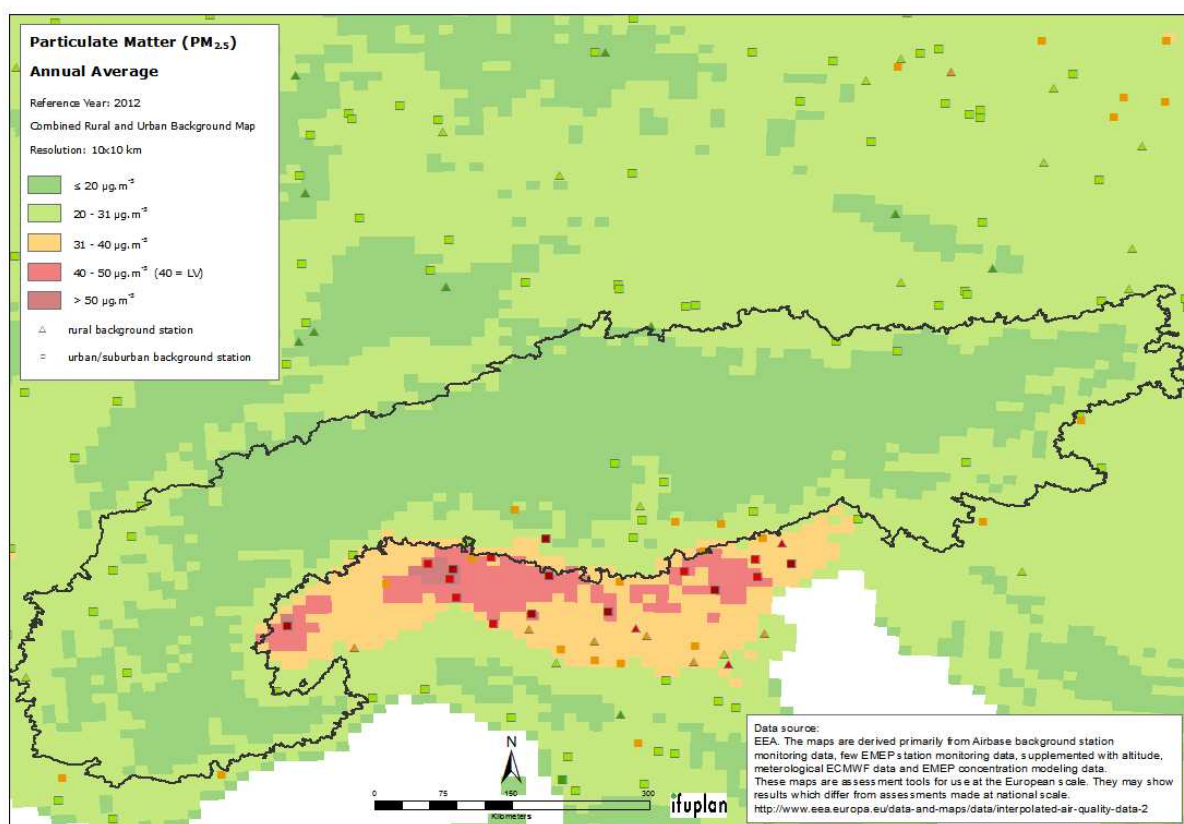 Particulate Matter (PM2.5)
Annual Average
Reference Year: 2012
Combined Rural and Urban Background Map
Resolution: 10x10 km
≤ 20 µg.m⁻³
20 - 31 µg.m⁻³
31 - 40 µg.m⁻³
40 - 50 µg.m⁻³ (40 = LV)
> 50 µg.m⁻³
rural background station
urban/suburban background station
N
0 75 150 300
Kilometers
ifuplan
Data source:
EEA. The maps are derived primarily from Airbase background station
monitoring data, few EMEP station monitoring data, supplemented with altitude,
meterological ECMWF data and EMEP concentration modeling data.
These maps are assessment tools for use at the European scale. They may show
results which differ from assessments made at national scale.
http://www.eea.europa.eu/data-and-maps/data/interpolated-air-quality-data-2